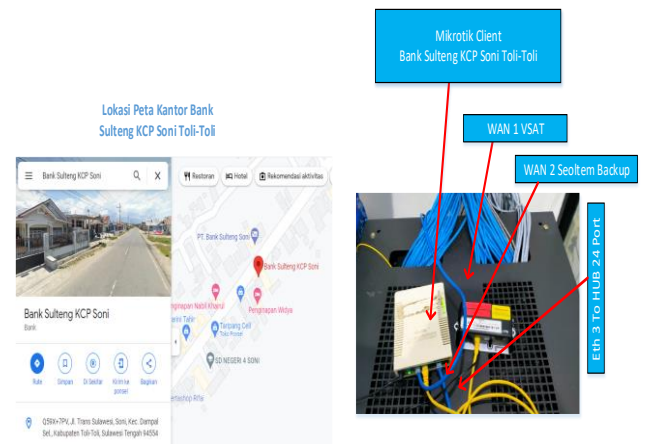 Mikrotik Client
Bank Sulteng KCP Soni Toli-Toli
Lokasi Peta Kantor Bank
Sulteng KCP Soni Toli-Toli
WAN 1 VSAT
WAN 2 Seoltem Backup
Eth 3 To HUB 24 Port
Bank Sulteng KCP Soni
Restoran
Hotel
Rekomendasi aktivitas
PT. Bank Sulteng Soni
Bank Sulteng KCP Soni
Penginapan Widya
Tanjung Cell
Toko Ponsel
SD NEGERI 4 SONI
Bank Sulteng KCP Soni
Bank
Rute
Simpan
Di Sekitar
Kirim ke
ponsel
Bagikan
Jl. Trans Sulawesi, Soni, Kec. Dampal
Sel., Kabupaten Toli-Toli, Sulawesi Tengah 94554